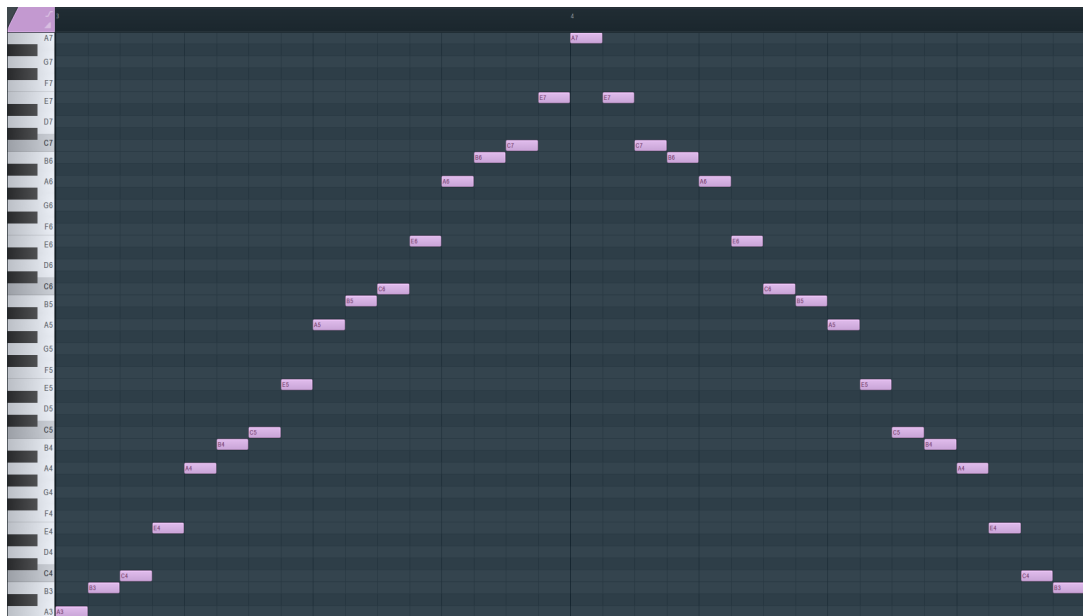 3 4
A7 A7
G7
F7
E7 E7 E7
D7
C7 C7 C7
B6 B6 B6
A6 A6 A6
G6
F6
E6 E6 E6
D6
C6 C6 C6
B5 B5 B5
A5 A5 A5
G5
F5
E5 E5 E5
D5
C5 C5 C5
B4 B4 B4
A4 A4 A4
G4
F4
E4 E4 E4
D4
C4 C4 C4
B3 B3 B3
A3 A3